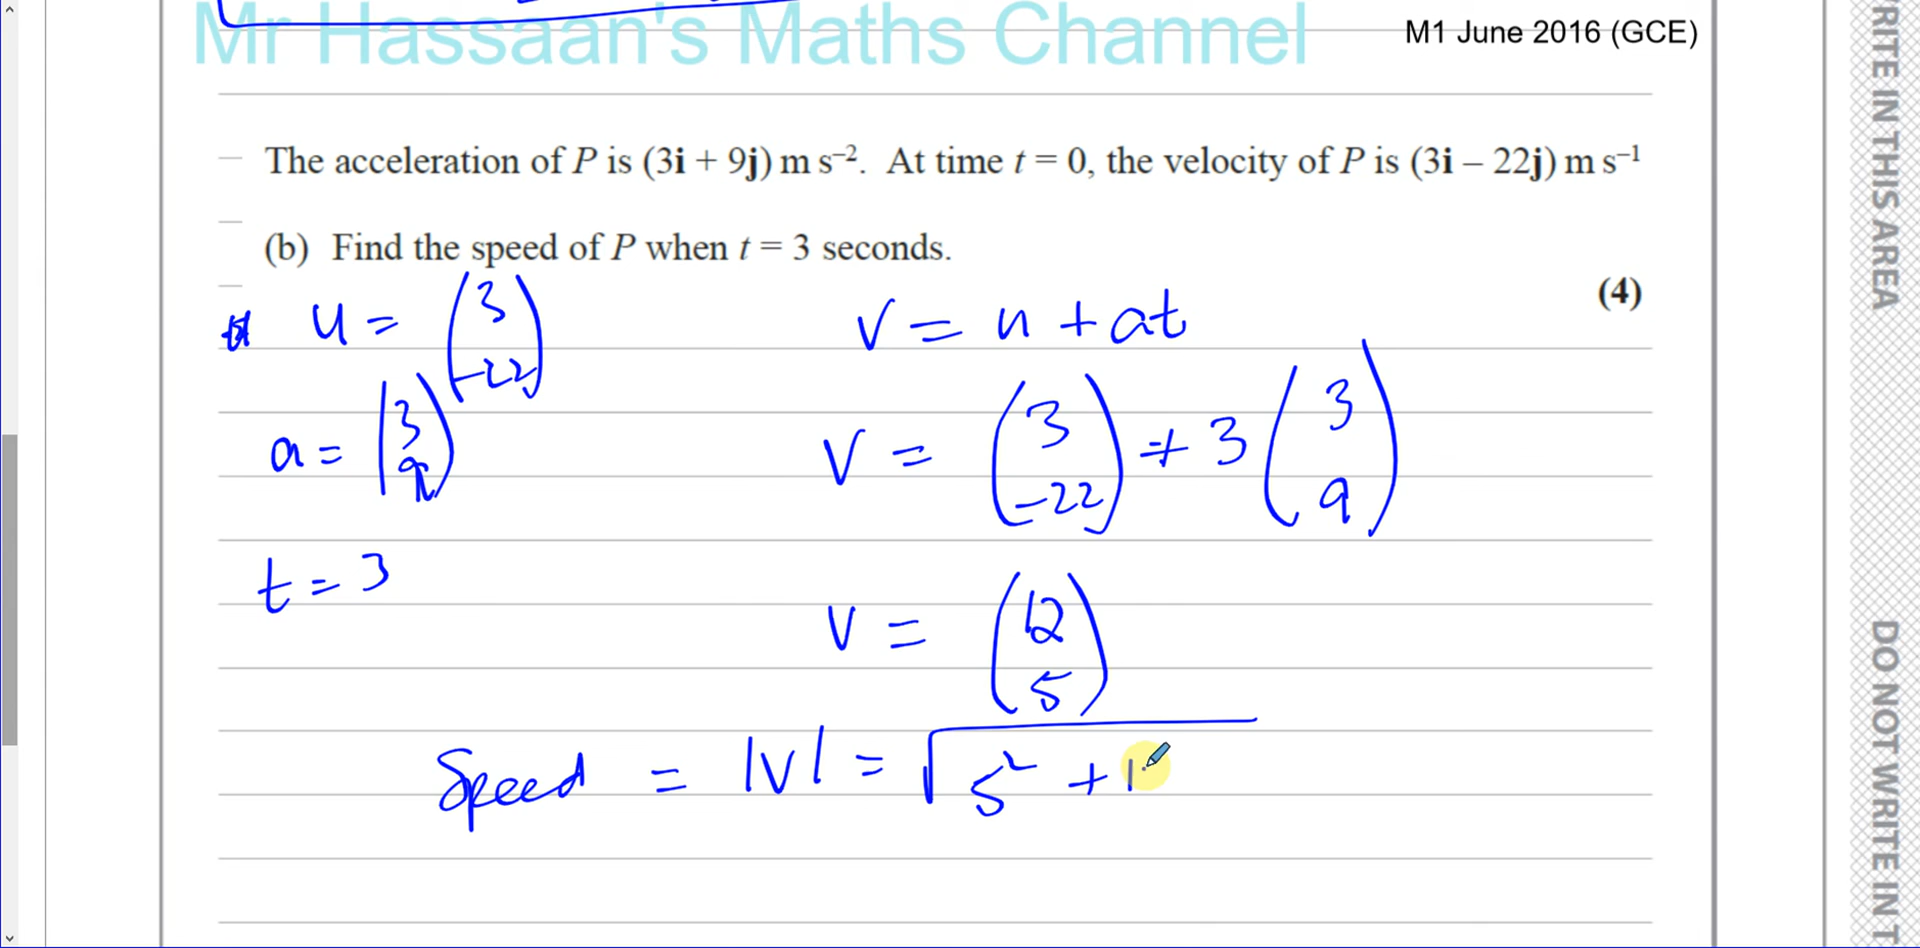 Mr Hassaan's Maths Channel
M1 June 2016 (GCE)
The acceleration of P is (3i + 9j) m s⁻². At time t = 0, the velocity of P is (3i – 22j) m s⁻¹
(b) Find the speed of P when t = 3 seconds.
(4)
u = (3 -22)
v = u + at
a = (3 9)
v = (3 -22) + 3 (3 9)
t = 3
v = (12 5)
Speed = |v| = √5² + 1
RITE IN THIS AREA
DO NOT WRITE IN T